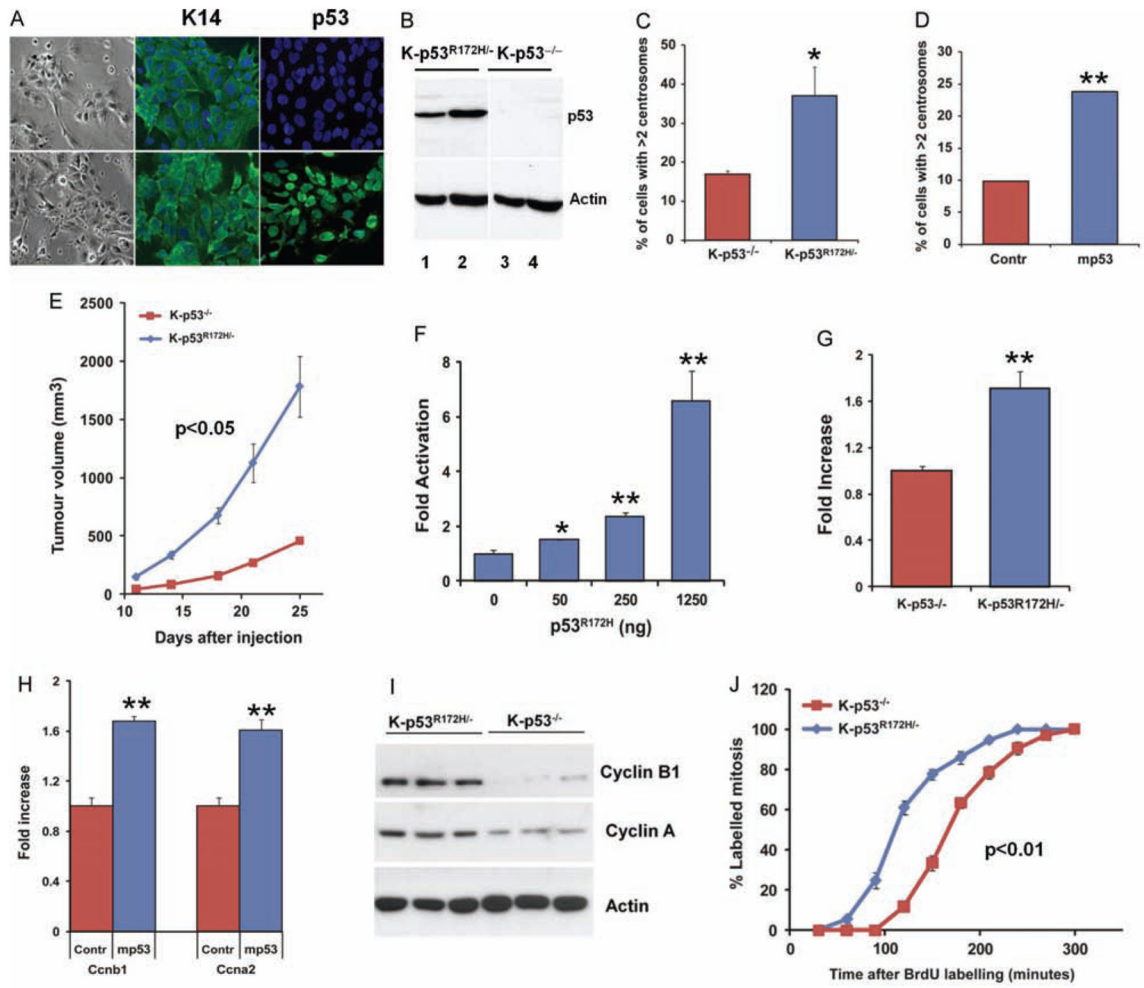 A
K14
p53
B
K-p53R172H/- K-p53–/–
p53
Actin
1 2 3 4
C
% of cells with >2 centrosomes
50
40
30
20
10
0
*
K-p53-/- K-p53R172H/-
D
% of cells with >2 centrosomes
30
25
20
15
10
5
0
**
Contr mp53
E
Tumour volume (mm3)
2500
2000
1500
1000
500
0
K-p53-/-
K-p53R172H/-
p<0.05
10 15 20 25
Days after injection
F
Fold Activation
8
6
4
2
0
*
**
**
0 50 250 1250
p53R172H (ng)
G
Fold Increase
2
1.6
1.2
0.8
0.4
0
**
K-p53-/- K-p53R172H/-
H
Fold increase
2
1.6
1.2
0.8
0.4
0
** **
Contr mp53 Contr mp53
Ccnb1 Ccna2
I
K-p53R172H/- K-p53-/-
Cyclin B1
Cyclin A
Actin
J
% Labelled mitosis
120
100
80
60
40
20
0
K-p53-/-
K-p53R172H/-
p<0.01
0 100 200 300
Time after BrdU labelling (minutes)